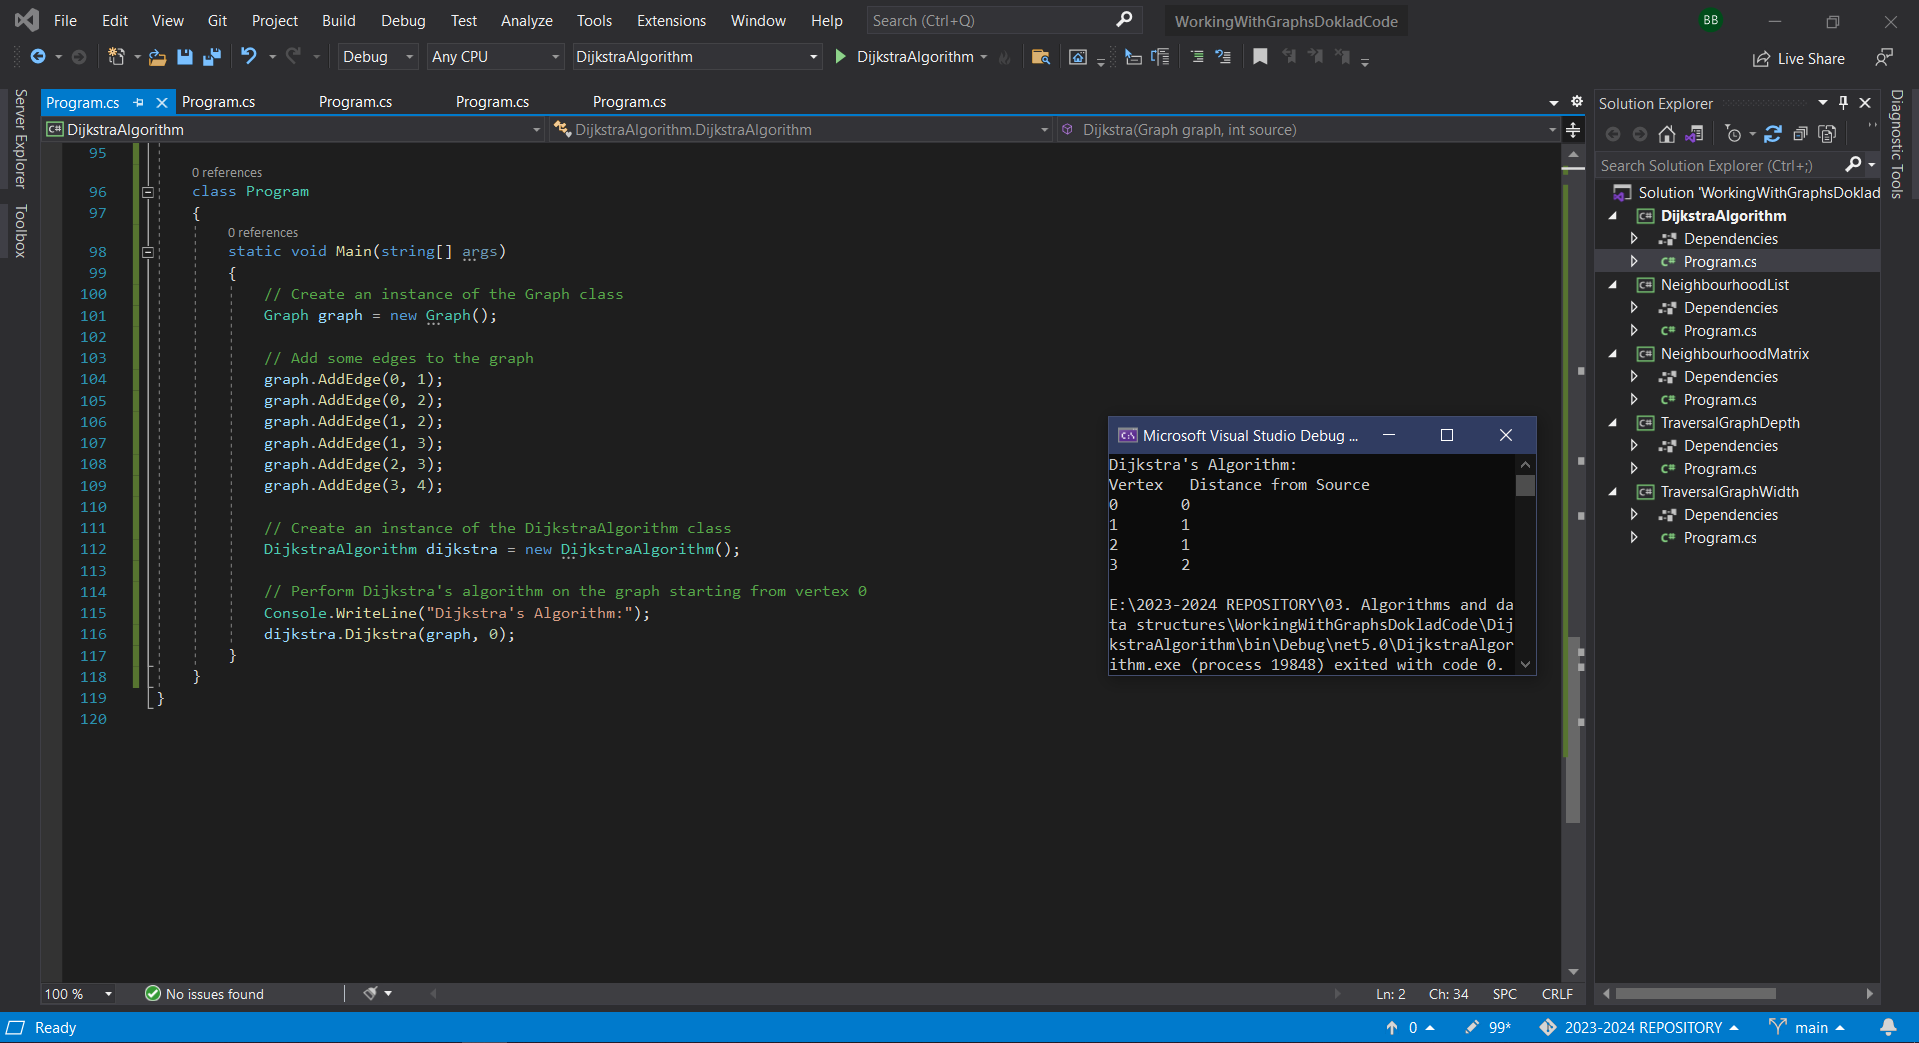 File Edit View Git Project Build Debug Test Analyze Tools Extensions Window Help Search (Ctrl+Q) WorkingWithGraphsDokladCode BB
Debug Any CPU DijkstraAlgorithm DijkstraAlgorithm Live Share
Server Explorer
Toolbox
Program.cs Program.cs Program.cs Program.cs Program.cs
C# DijkstraAlgorithm DijkstraAlgorithm.DijkstraAlgorithm Dijkstra(Graph graph, int source)
95
0 references
96 class Program
97 {
0 references
98 static void Main(string[] args)
99 {
100 // Create an instance of the Graph class
101 Graph graph = new Graph();
102
103 // Add some edges to the graph
104 graph.AddEdge(0, 1);
105 graph.AddEdge(0, 2);
106 graph.AddEdge(1, 2);
107 graph.AddEdge(1, 3);
108 graph.AddEdge(2, 3);
109 graph.AddEdge(3, 4);
110
111 // Create an instance of the DijkstraAlgorithm class
112 DijkstraAlgorithm dijkstra = new DijkstraAlgorithm();
113
114 // Perform Dijkstra's algorithm on the graph starting from vertex 0
115 Console.WriteLine("Dijkstra's Algorithm:");
116 dijkstra.Dijkstra(graph, 0);
117 }
118 }
119 }
120
C:\ Microsoft Visual Studio Debug ...
Dijkstra's Algorithm:
Vertex Distance from Source
0 0
1 1
2 1
3 2
E:\2023-2024 REPOSITORY\03. Algorithms and da
ta structures\WorkingWithGraphsDokladCode\Dij
kstraAlgorithm\bin\Debug\net5.0\DijkstraAlgor
ithm.exe (process 19848) exited with code 0.
Solution Explorer
Search Solution Explorer (Ctrl+;)
Solution 'WorkingWithGraphsDoklad
C# DijkstraAlgorithm
Dependencies
C# Program.cs
C# NeighbourhoodList
Dependencies
C# Program.cs
C# NeighbourhoodMatrix
Dependencies
C# Program.cs
C# TraversalGraphDepth
Dependencies
C# Program.cs
C# TraversalGraphWidth
Dependencies
C# Program.cs
Diagnostic Tools
100 % No issues found Ln: 2 Ch: 34 SPC CRLF
Ready 0 99* 2023-2024 REPOSITORY main